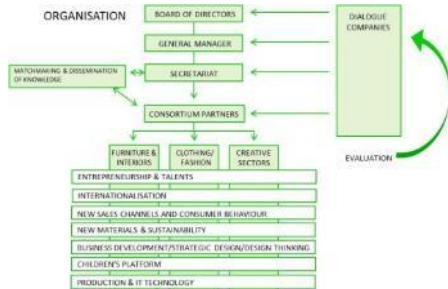 ORGANISATION
BOARD OF DIRECTORS
DIALOGUE
COMPANIES
GENERAL MANAGER
MATCHMAKING & DISSEMINATION
OF KNOWLEDGE
SECRETARIAT
CONSORTIUM PARTNERS
FURNITURE &
INTERIORS
CLOTHING/
FASHION
CREATIVE
SECTORS
EVALUATION
ENTREPRENEURSHIP & TALENTS
INTERNATIONALISATION
NEW SALES CHANNELS AND CONSUMER BEHAVIOUR
NEW MATERIALS & SUSTAINABILITY
BUSINESS DEVELOPMENT/STRATEGIC DESIGN/DESIGN THINKING
CHILDREN'S PLATFORM
PRODUCTION & IT TECHNOLOGY